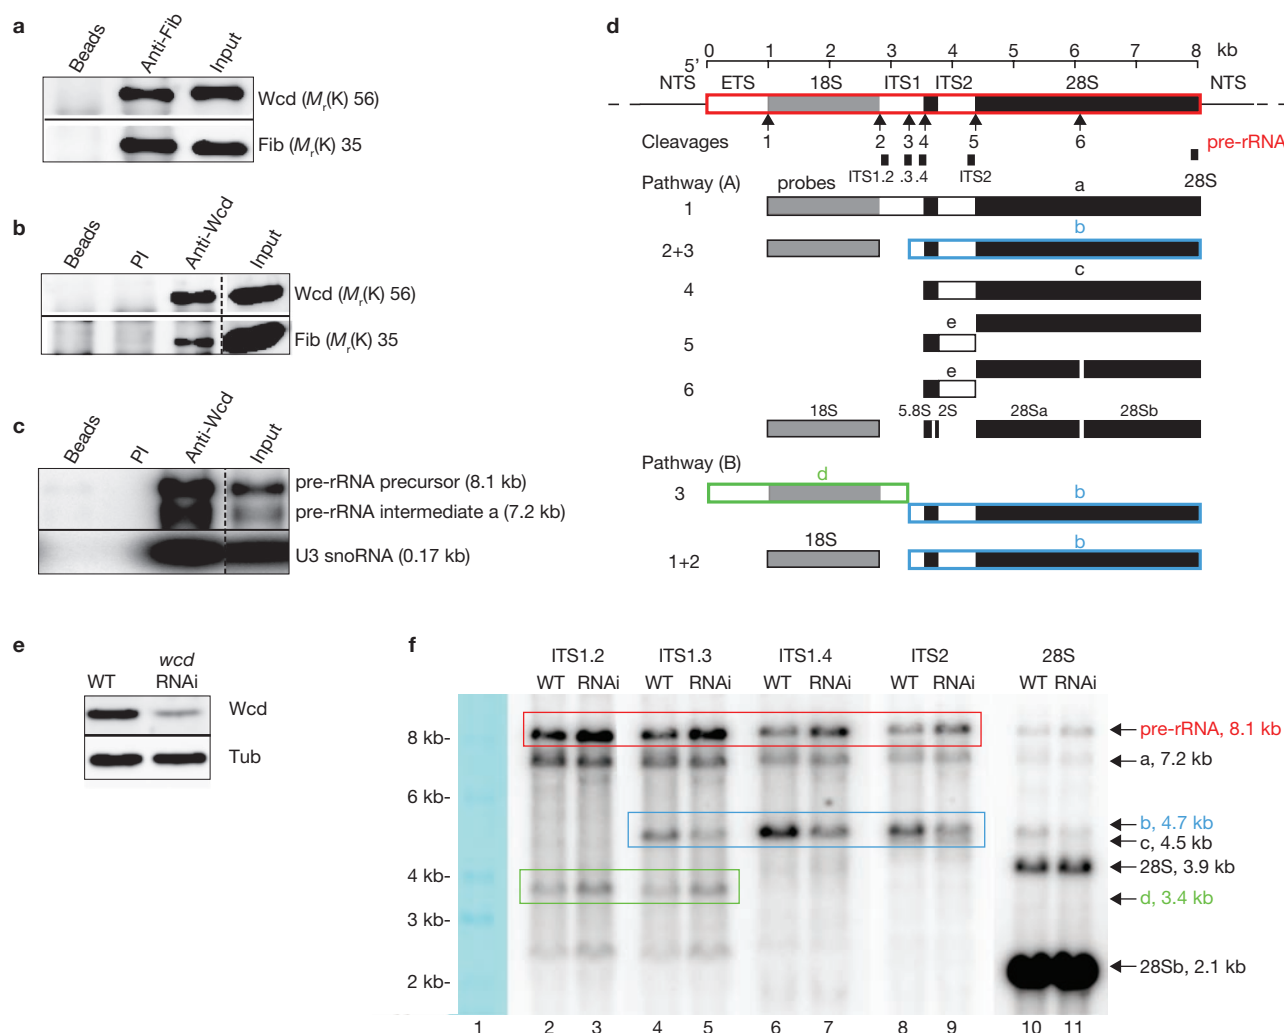 a
Beads
Anti-Fib
Input
Wcd (Mr(K) 56)
Fib (Mr(K) 35
b
Beads
PI
Anti-Wcd
Input
Wcd (Mr(K) 56)
Fib (Mr(K) 35
c
Beads
PI
Anti-Wcd
Input
pre-rRNA precursor (8.1 kb)
pre-rRNA intermediate a (7.2 kb)
U3 snoRNA (0.17 kb)
d
0 1 2 3 4 5 6 7 8 kb
5’
NTS ETS 18S ITS1 ITS2 28S NTS
Cleavages 1 2 3 4 5 6 pre-rRNA
ITS1.2 .3 .4 ITS2
28S
Pathway (A) probes a
1
b
2+3
c
4
e
5
e
6
18S 5.8S 2S 28Sa 28Sb
Pathway (B)
d
3 b
18S b
1+2
e
WT wcd RNAi
Wcd
Tub
f
ITS1.2 ITS1.3 ITS1.4 ITS2 28S
WT RNAi WT RNAi WT RNAi WT RNAi WT RNAi
8 kb-
6 kb-
4 kb-
3 kb-
2 kb-
pre-rRNA, 8.1 kb
a, 7.2 kb
b, 4.7 kb
c, 4.5 kb
28S, 3.9 kb
d, 3.4 kb
28Sb, 2.1 kb
1 2 3 4 5 6 7 8 9 10 11